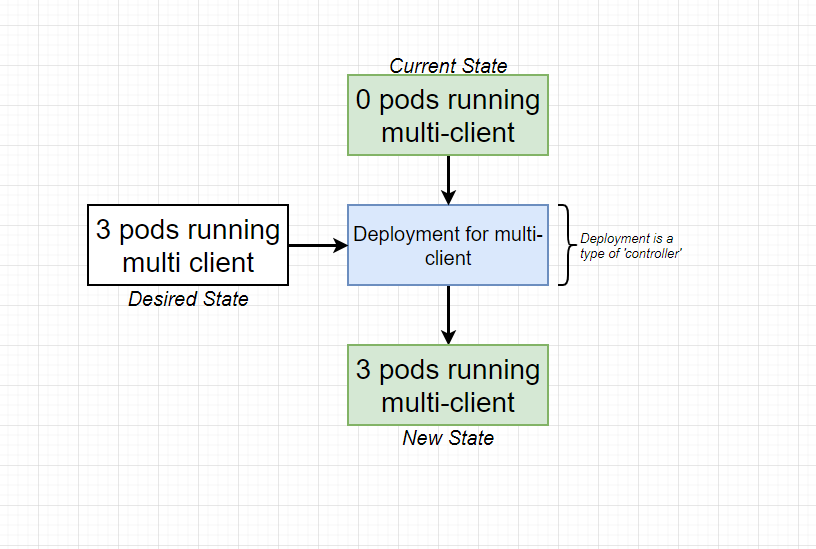 Current State
0 pods running
multi-client
3 pods running
multi client
Desired State
Deployment for multi-
client
Deployment is a
type of 'controller'
3 pods running
multi-client
New State